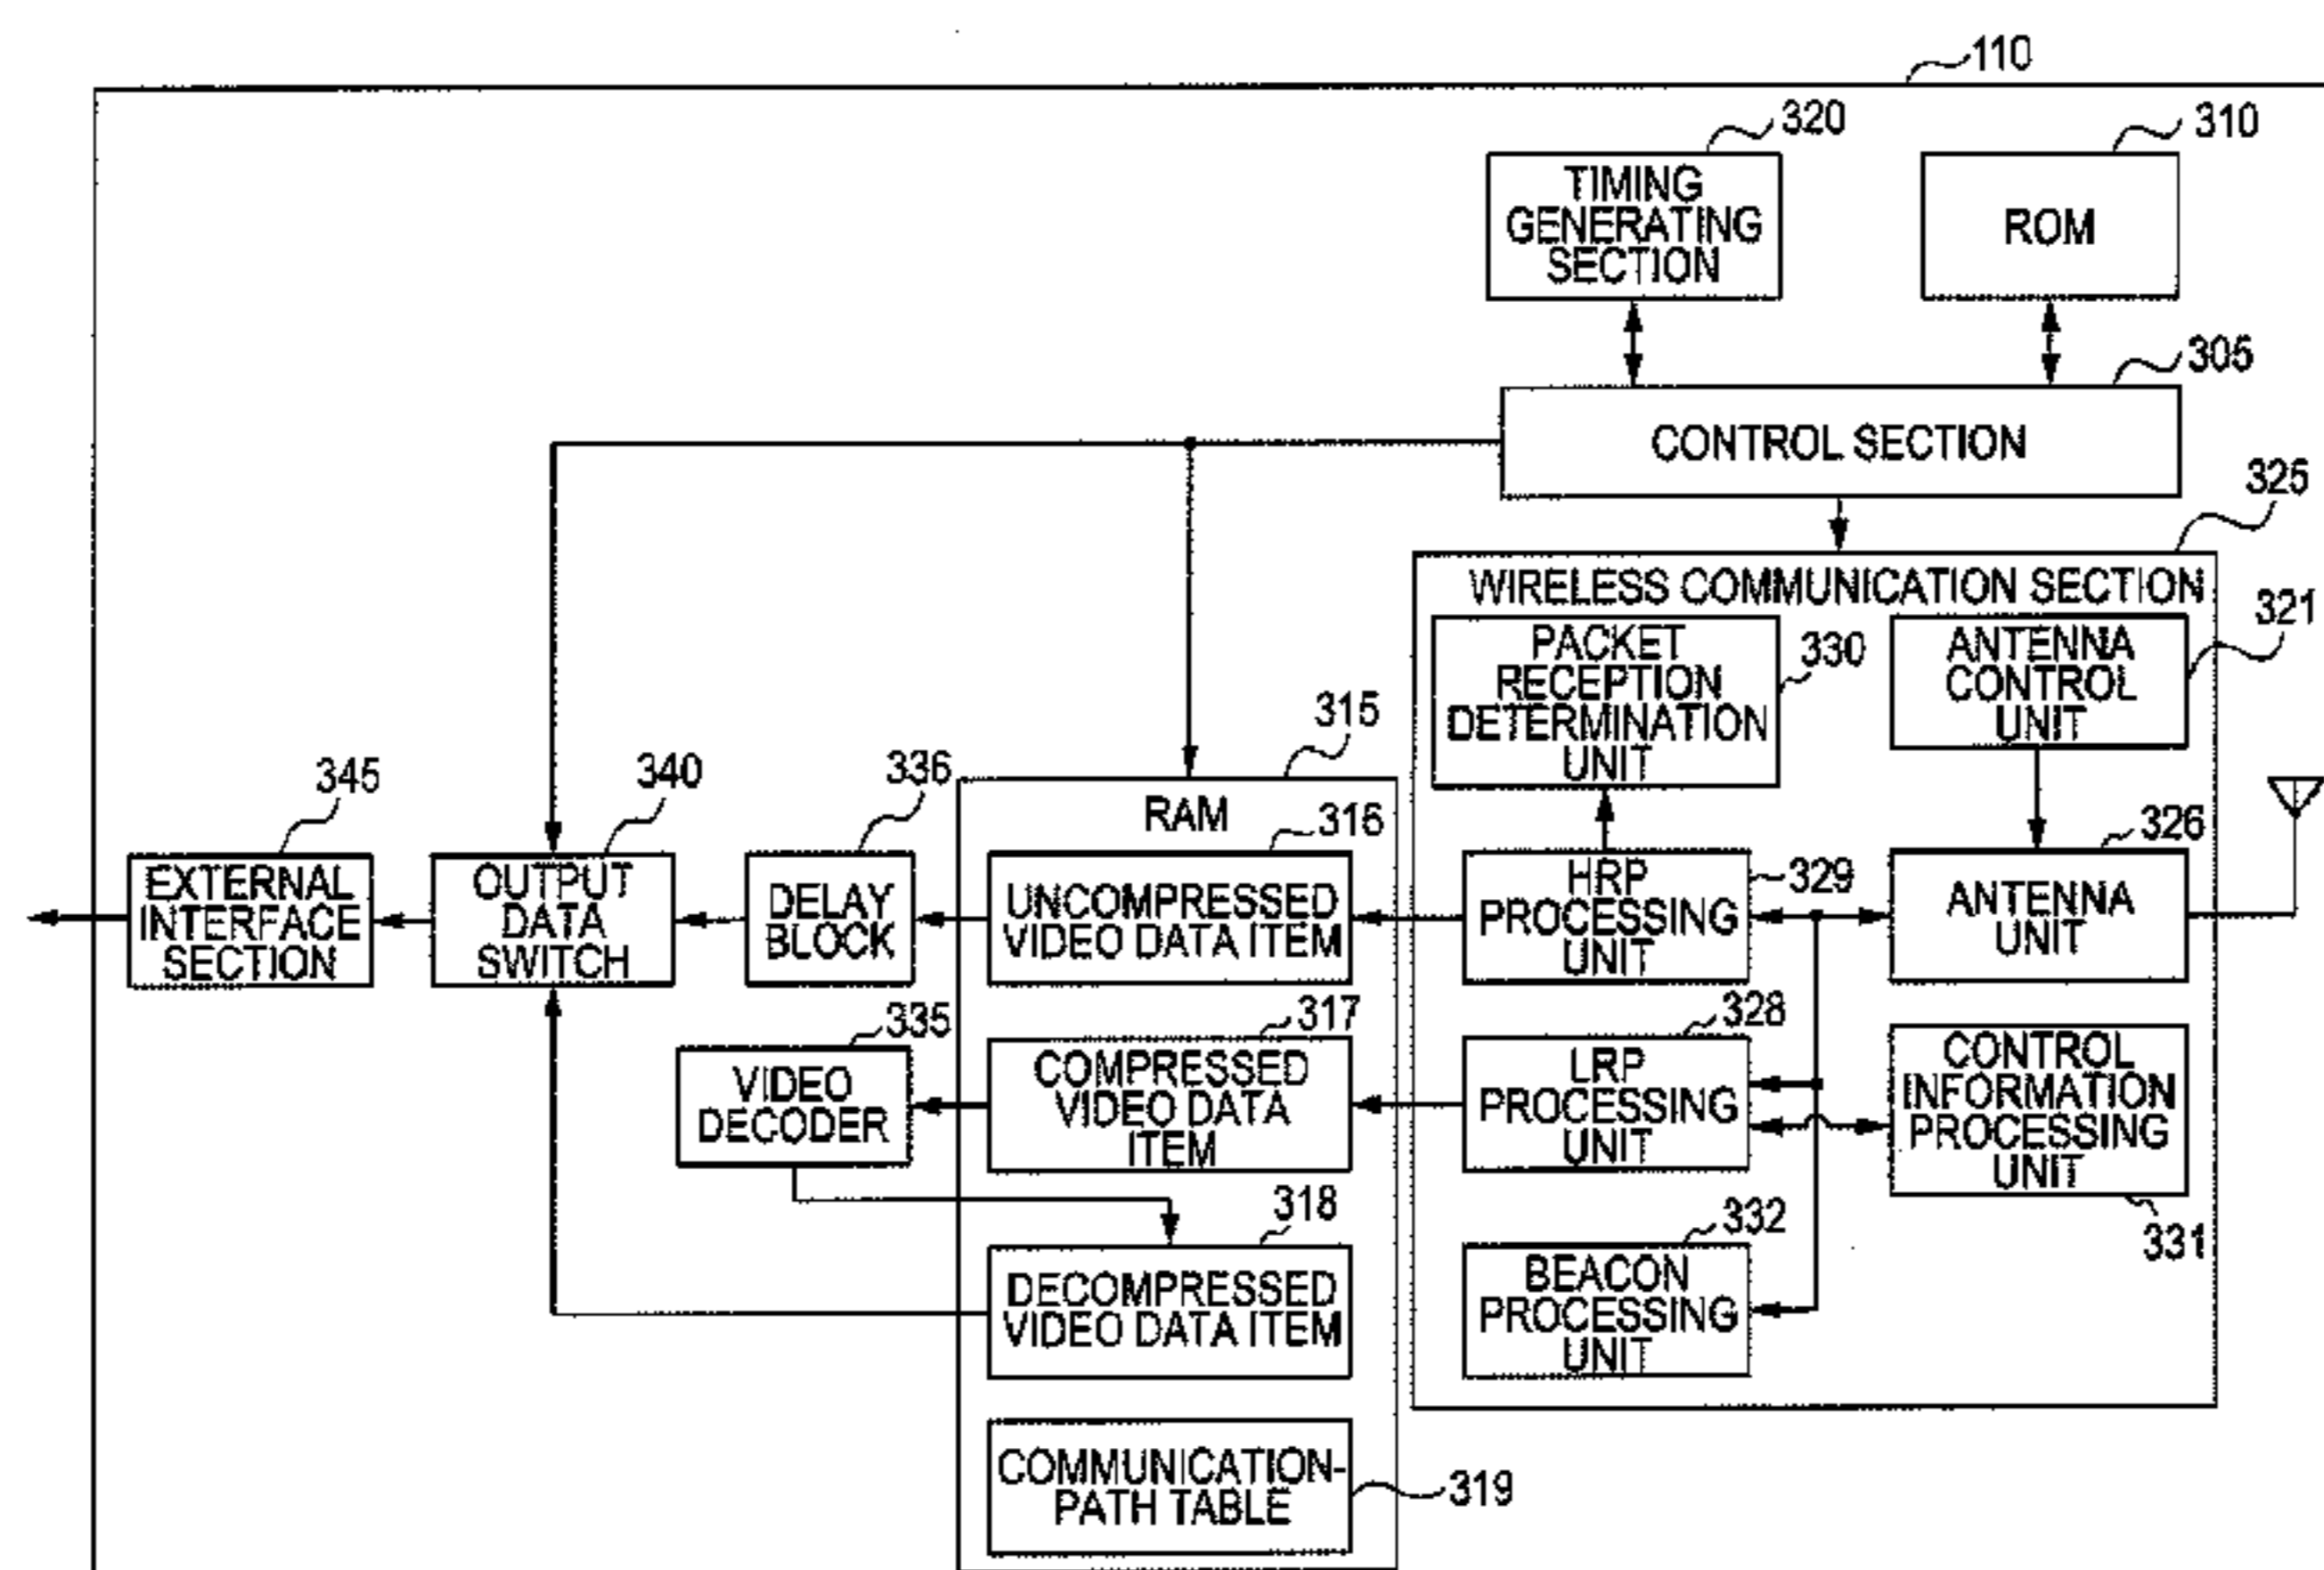 110
320
310
TIMING
GENERATING
SECTION
ROM
305
CONTROL SECTION
325
WIRELESS COMMUNICATION SECTION
321
PACKET
RECEPTION
DETERMINATION
UNIT
330
ANTENNA
CONTROL
UNIT
315
345
340
336
RAM
316
326
EXTERNAL
INTERFACE
SECTION
OUTPUT
DATA
SWITCH
DELAY
BLOCK
UNCOMPRESSED
VIDEO DATA ITEM
HRP
PROCESSING
UNIT
329
ANTENNA
UNIT
335
317
328
VIDEO
DECODER
COMPRESSED
VIDEO DATA
ITEM
LRP
PROCESSING
UNIT
CONTROL
INFORMATION
PROCESSING
UNIT
318
332
331
DECOMPRESSED
VIDEO DATA ITEM
BEACON
PROCESSING
UNIT
COMMUNICATION-
PATH TABLE
319